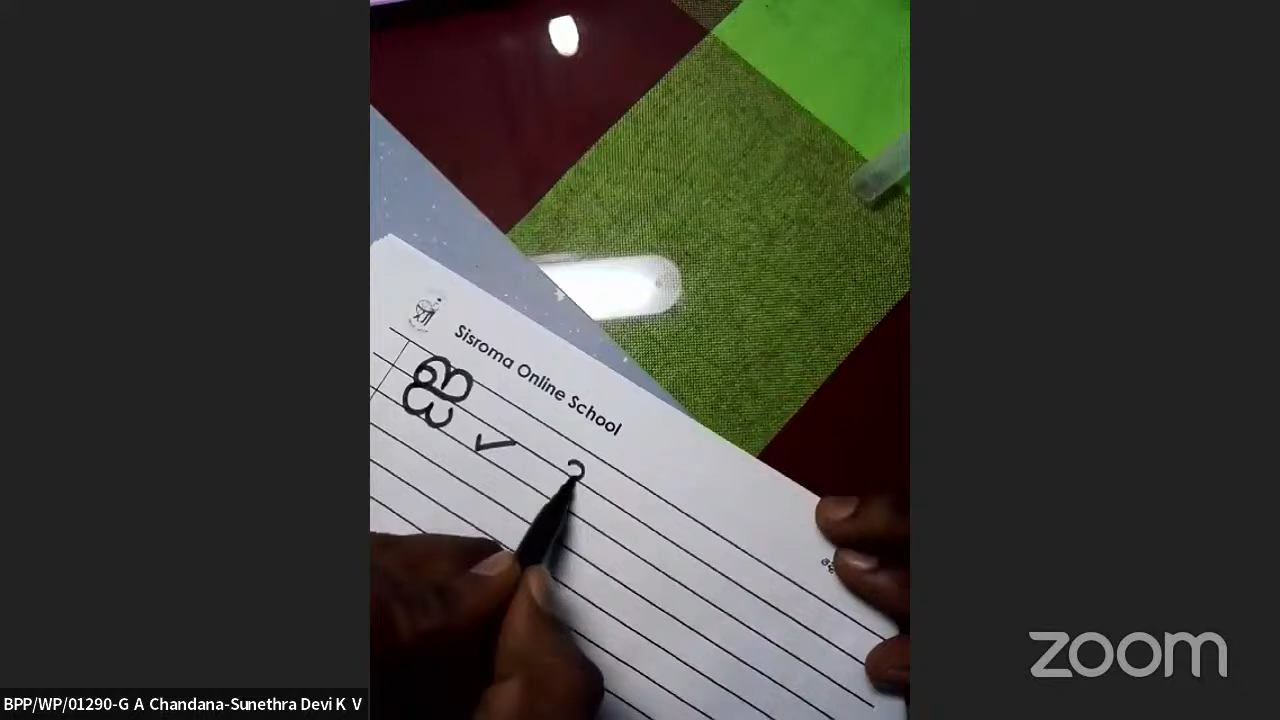 Sisroma Online School
ఐ
BPP/WP/01290-G A Chandana-Sunethra Devi K V
zoom